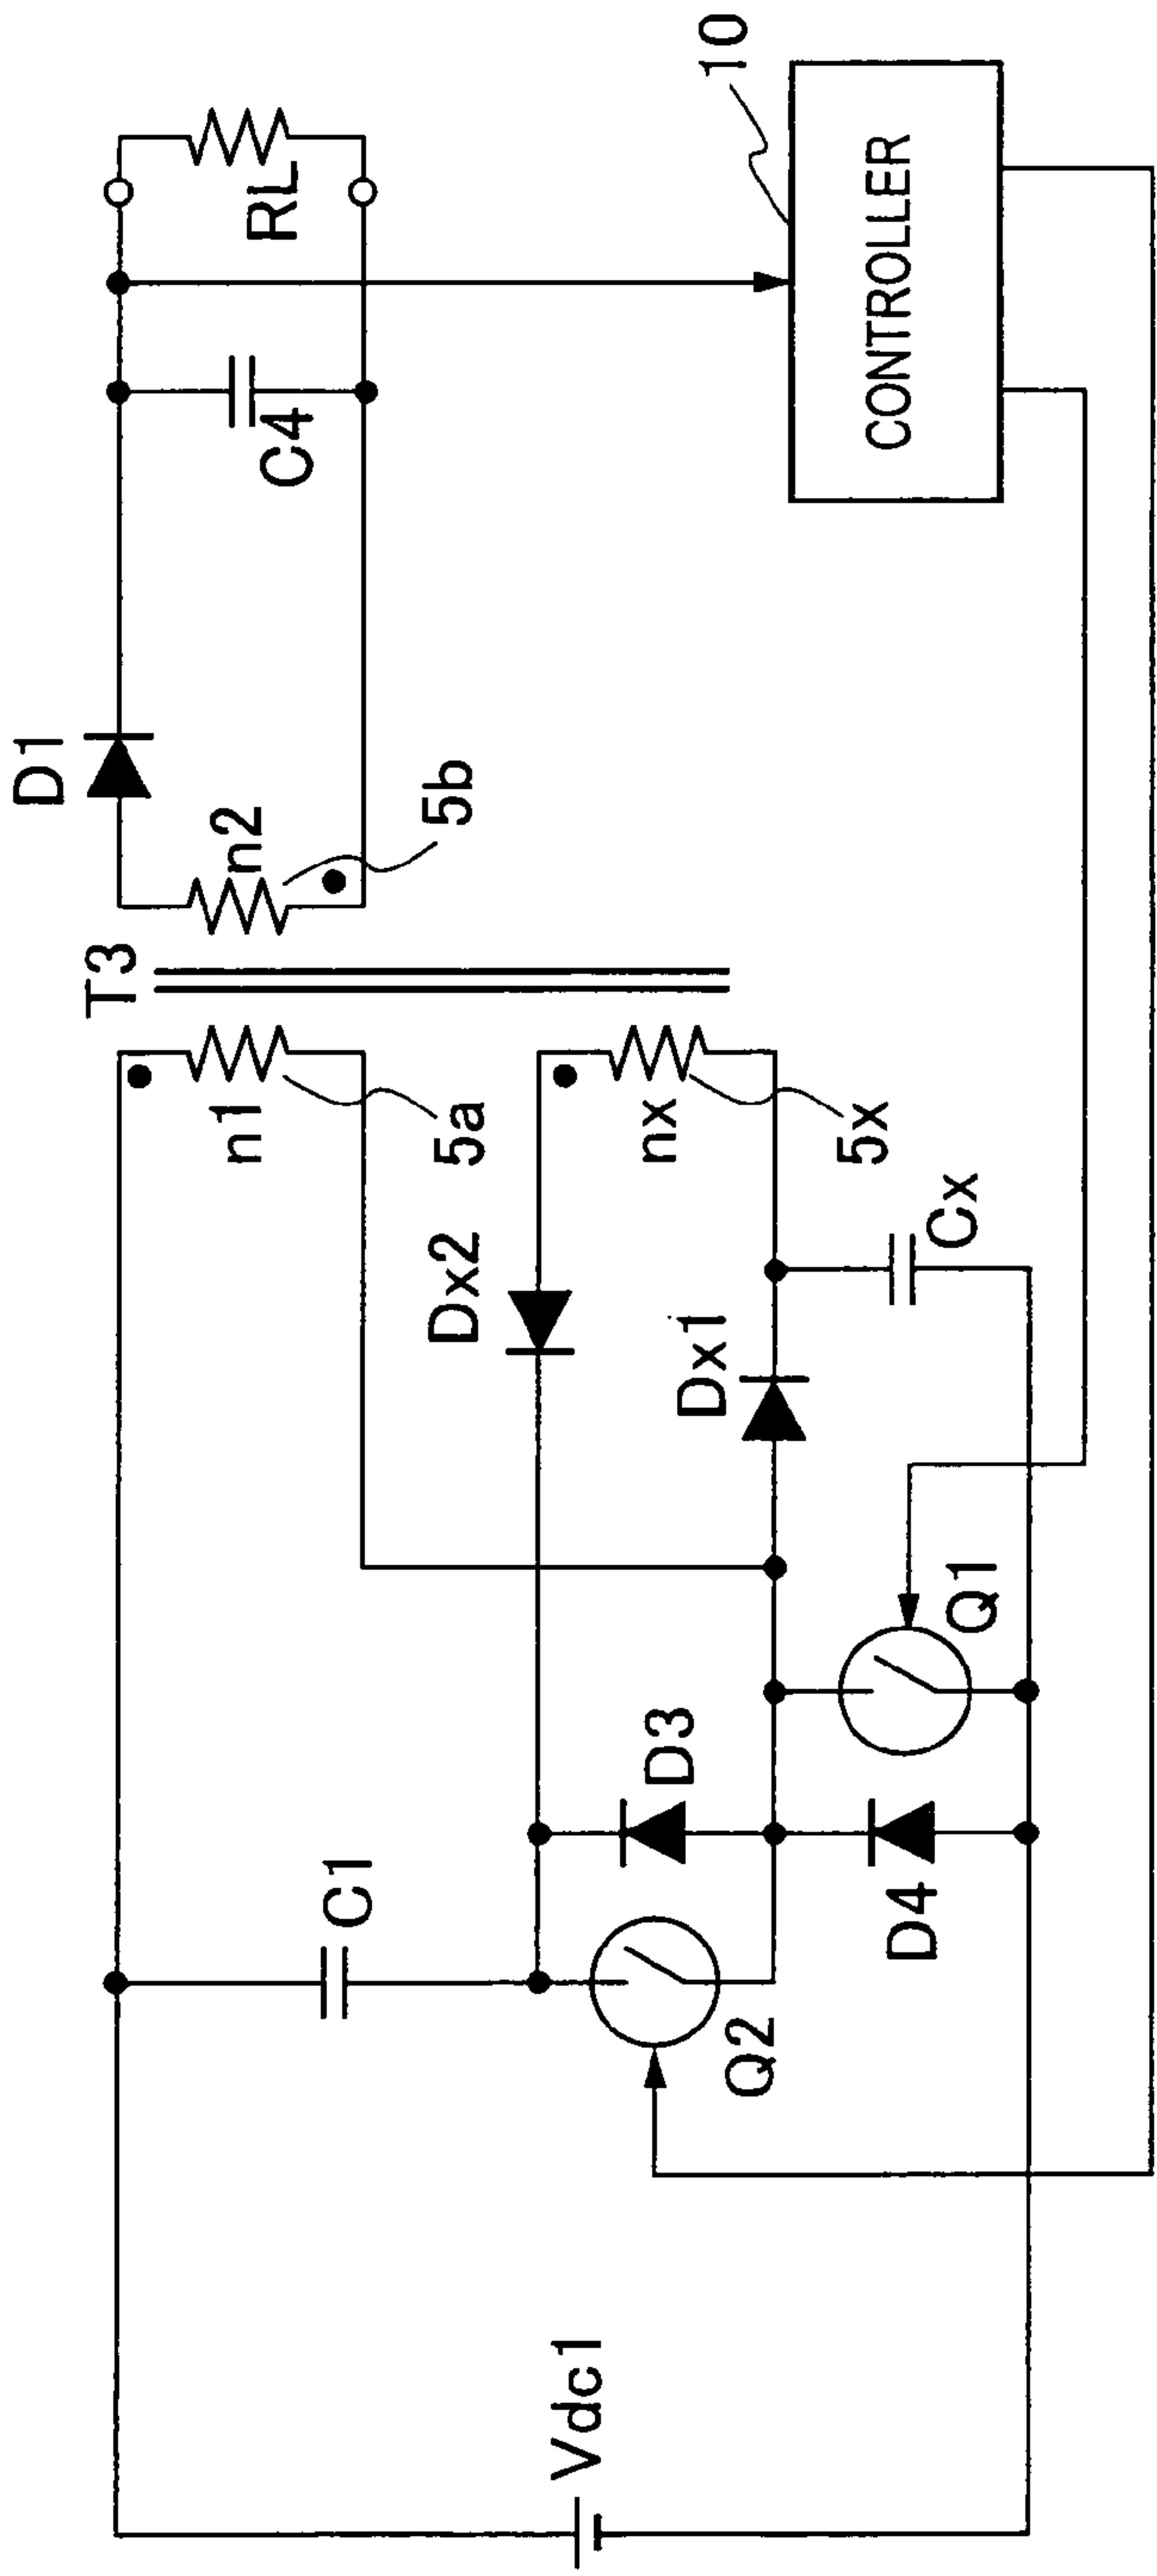 T3
D1
n1
n2
5a
5b
RL
C4
C1
Dx2
nx
5x
Dx1
Cx
D3
Q2
D4
Q1
Vdc1
10
CONTROLLER